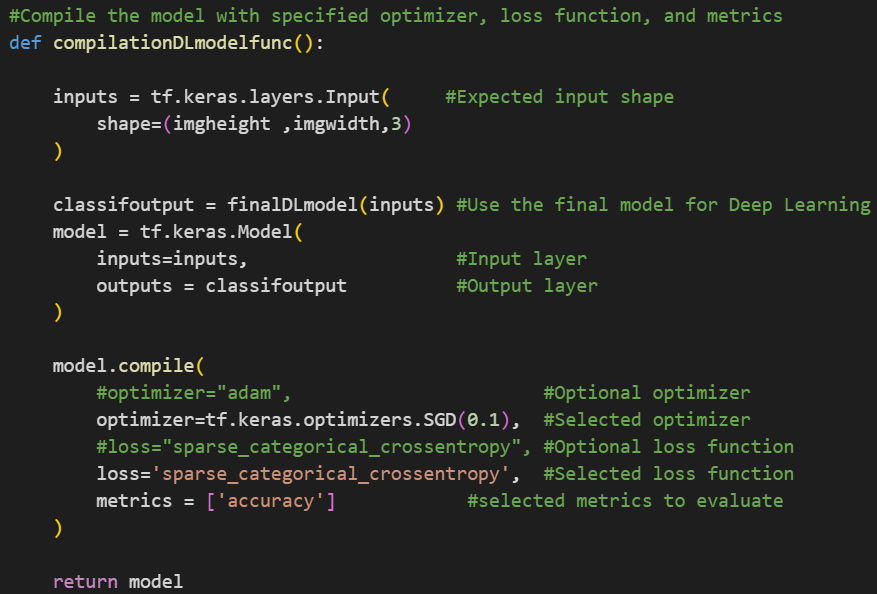 #Compile the model with specified optimizer, loss function, and metrics
def compilationDLmodelfunc():
inputs = tf.keras.layers.Input(     #Expected input shape
shape=(imgheight ,imgwidth,3)
)
classifoutput = finalDLmodel(inputs) #Use the final model for Deep Learning
model = tf.keras.Model(
inputs=inputs,                   #Input layer
outputs = classifoutput          #Output layer
)
model.compile(
#optimizer="adam",                       #Optional optimizer
optimizer=tf.keras.optimizers.SGD(0.1),  #Selected optimizer
#loss="sparse_categorical_crossentropy", #Optional loss function
loss='sparse_categorical_crossentropy',  #Selected loss function
metrics = ['accuracy']            #selected metrics to evaluate
)
return model